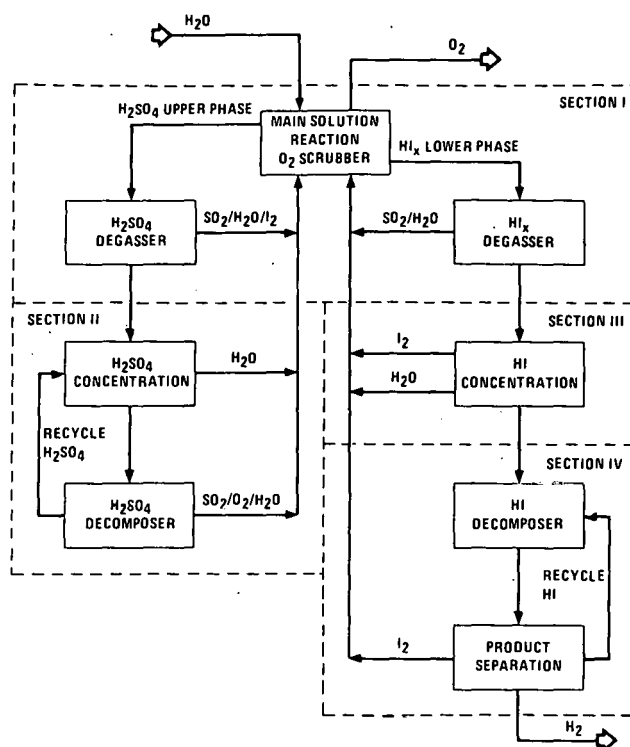 H2O
O2
SECTION I
H2SO4 UPPER PHASE
MAIN SOLUTION
REACTION
O2 SCRUBBER
HIx LOWER PHASE
H2SO4
DEGASSER
SO2/H2O/I2
SO2/H2O
HIx
DEGASSER
SECTION II
SECTION III
H2SO4
CONCENTRATION
H2O
I2
H2O
HI
CONCENTRATION
RECYCLE
H2SO4
SECTION IV
H2SO4
DECOMPOSER
SO2/O2/H2O
HI
DECOMPOSER
RECYCLE
HI
I2
PRODUCT
SEPARATION
H2